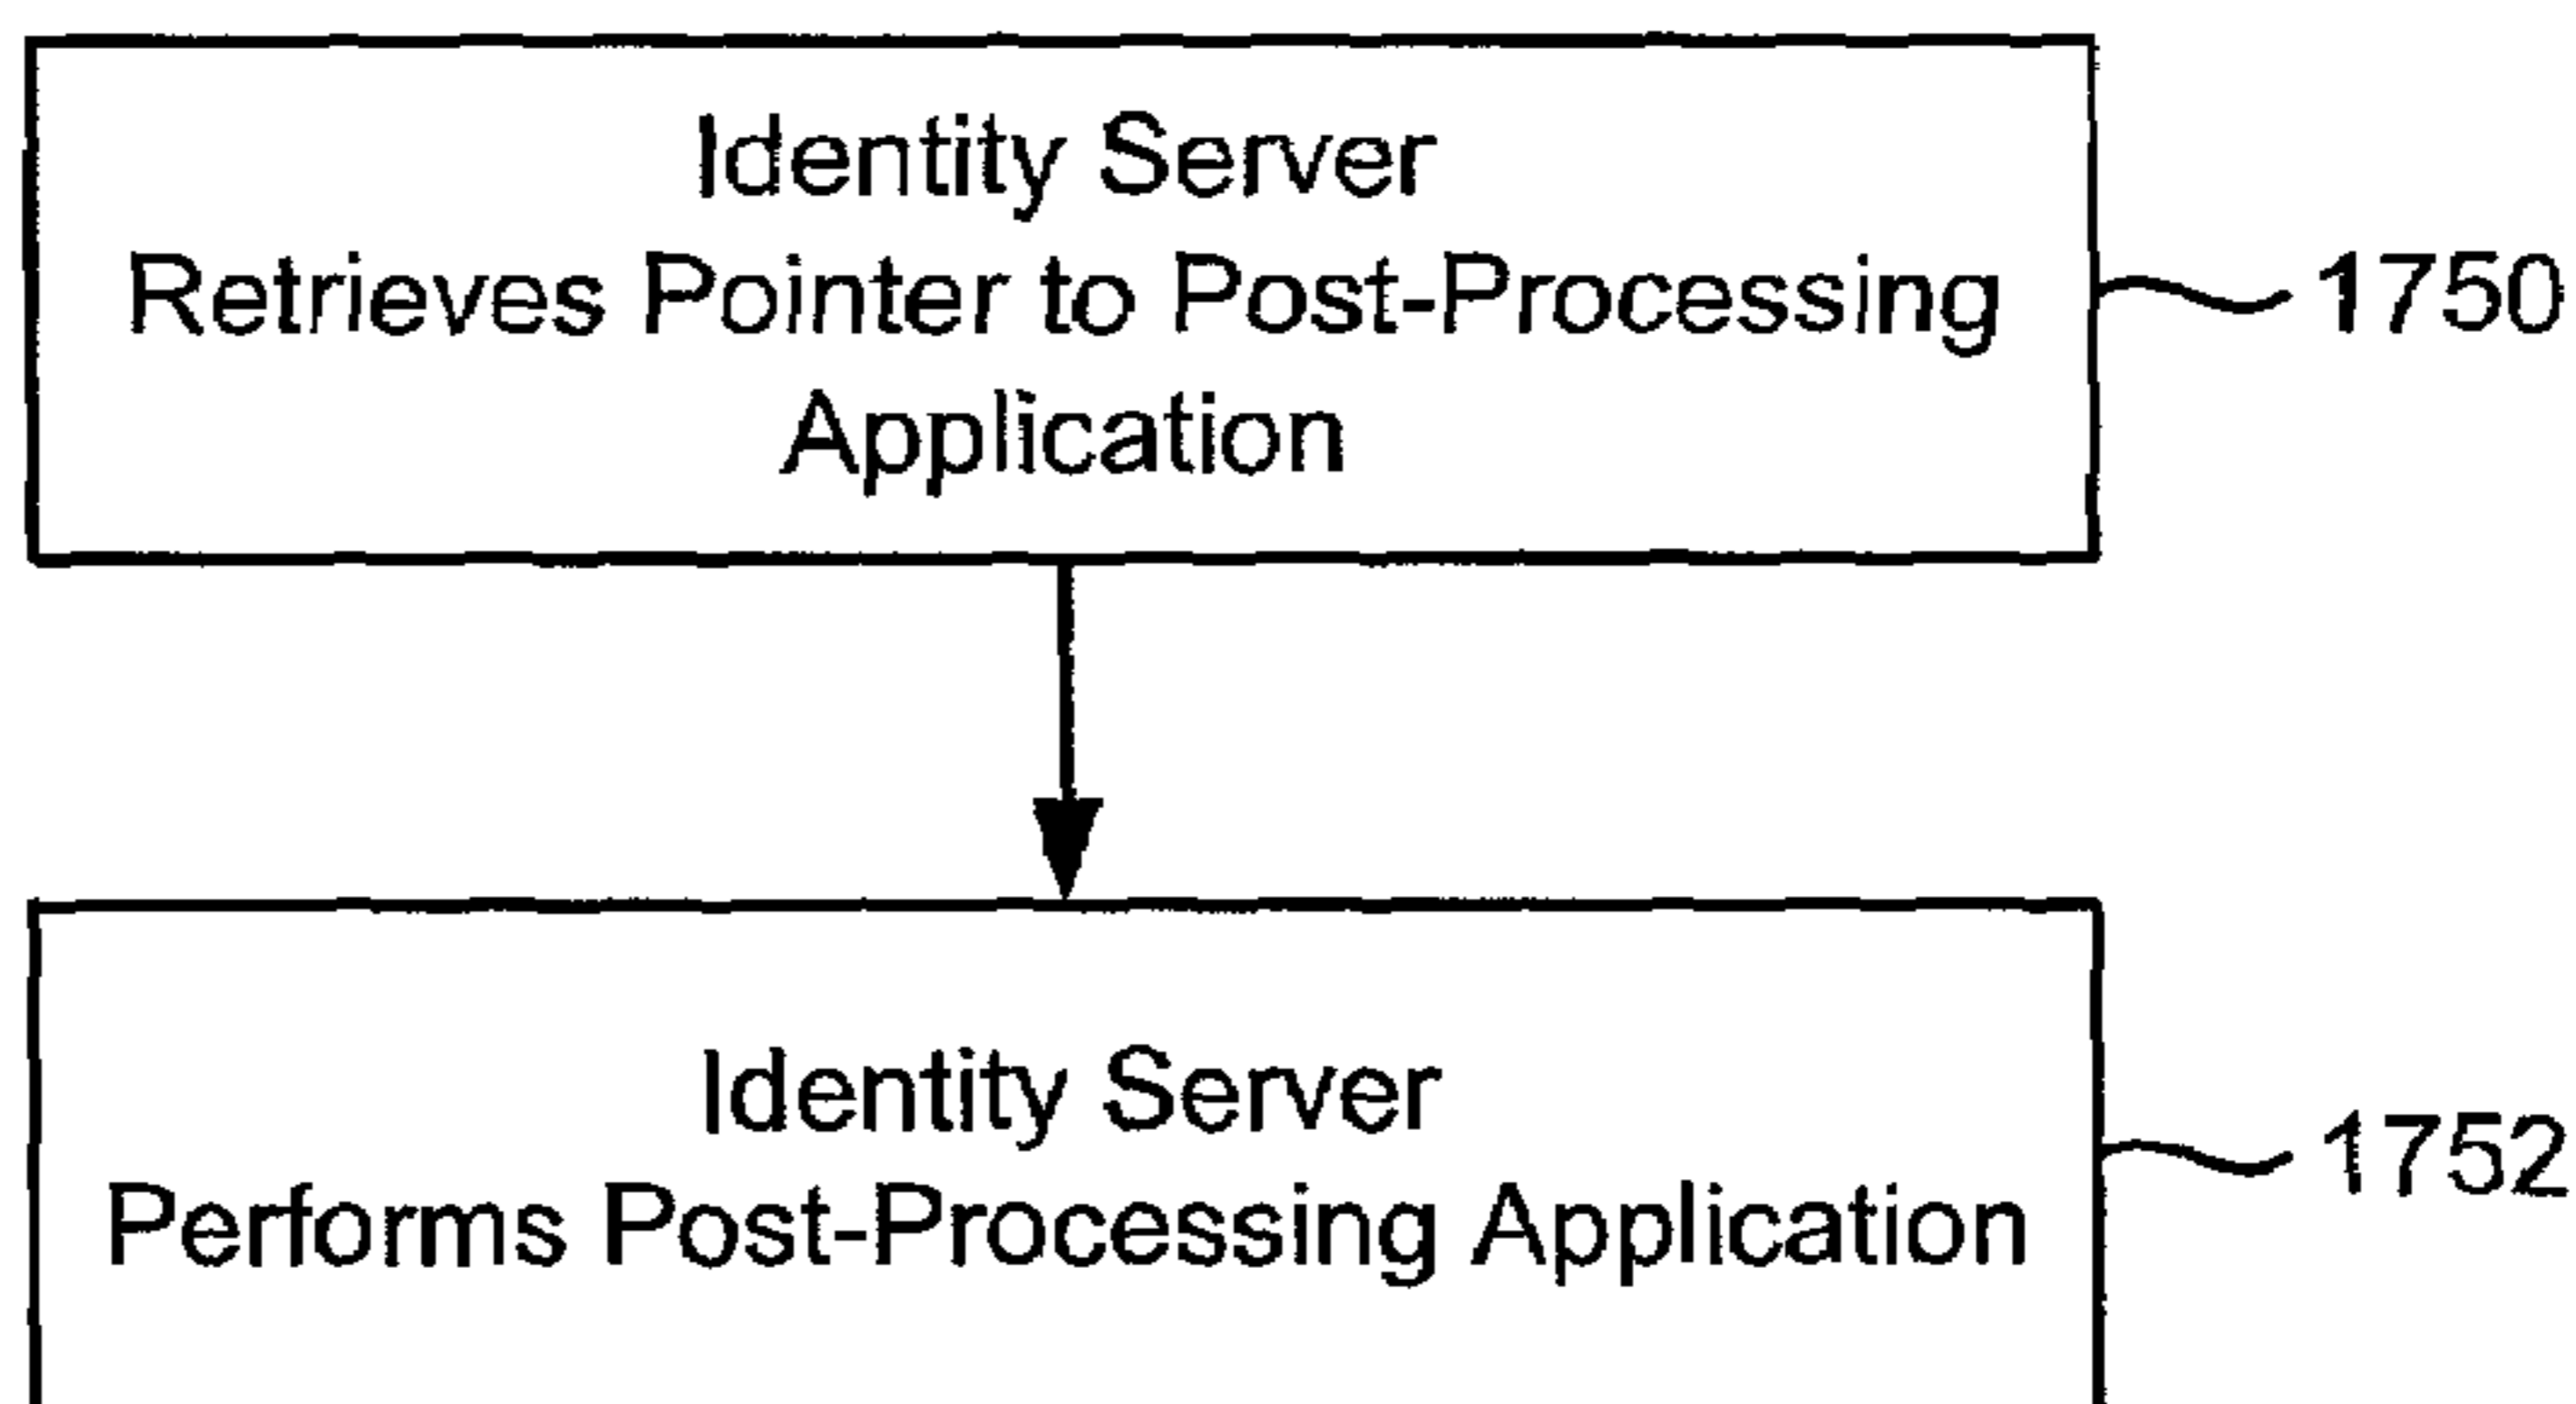 Identity Server
Retrieves Pointer to Post-Processing
Application
1750
Identity Server
Performs Post-Processing Application
1752